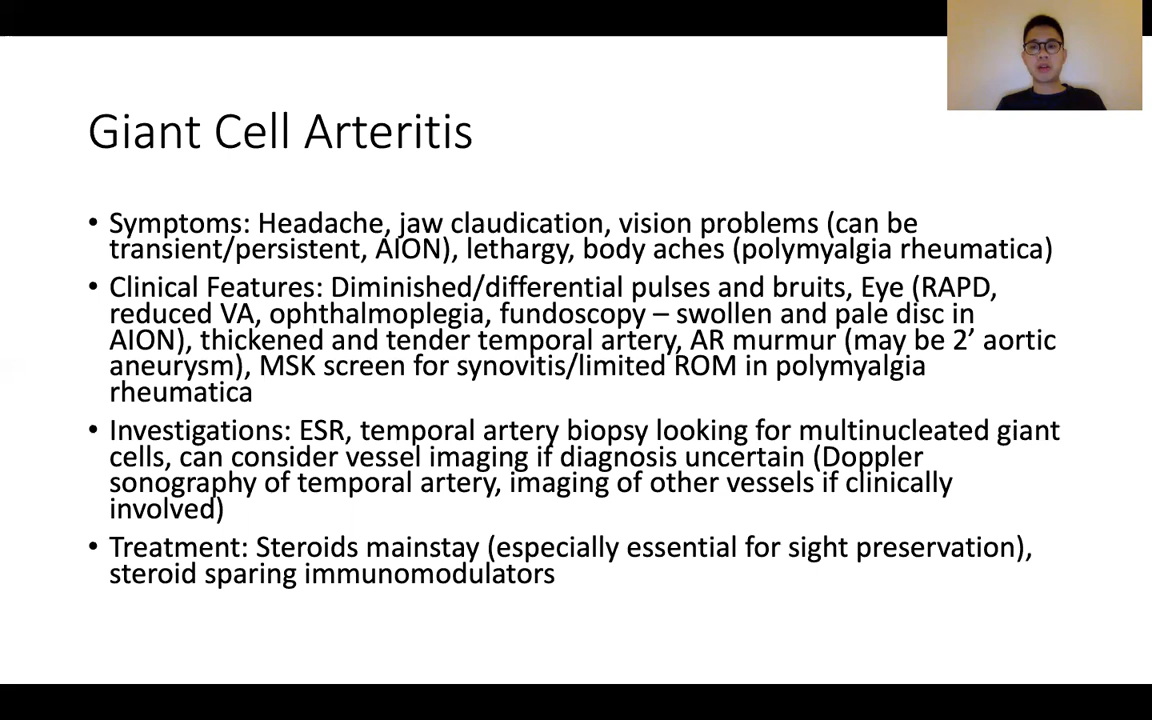 Giant Cell Arteritis
• Symptoms: Headache, jaw claudication, vision problems (can be
transient/persistent, AION), lethargy, body aches (polymyalgia rheumatica)
• Clinical Features: Diminished/differential pulses and bruits, Eye (RAPD,
reduced VA, ophthalmoplegia, fundoscopy – swollen and pale disc in
AION), thickened and tender temporal artery, AR murmur (may be 2’ aortic
aneurysm), MSK screen for synovitis/limited ROM in polymyalgia
rheumatica
• Investigations: ESR, temporal artery biopsy looking for multinucleated giant
cells, can consider vessel imaging if diagnosis uncertain (Doppler
sonography of temporal artery, imaging of other vessels if clinically
involved)
• Treatment: Steroids mainstay (especially essential for sight preservation),
steroid sparing immunomodulators